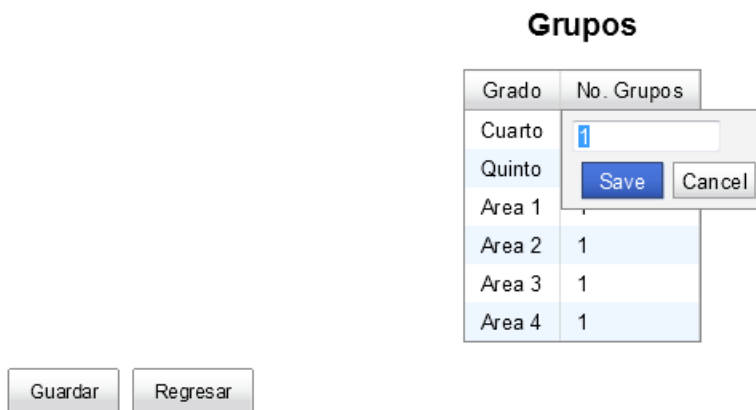 Grupos
Grado No. Grupos
Cuarto 1
Quinto Save Cancel
Area 1
Area 2 1
Area 3 1
Area 4 1
Guardar Regresar